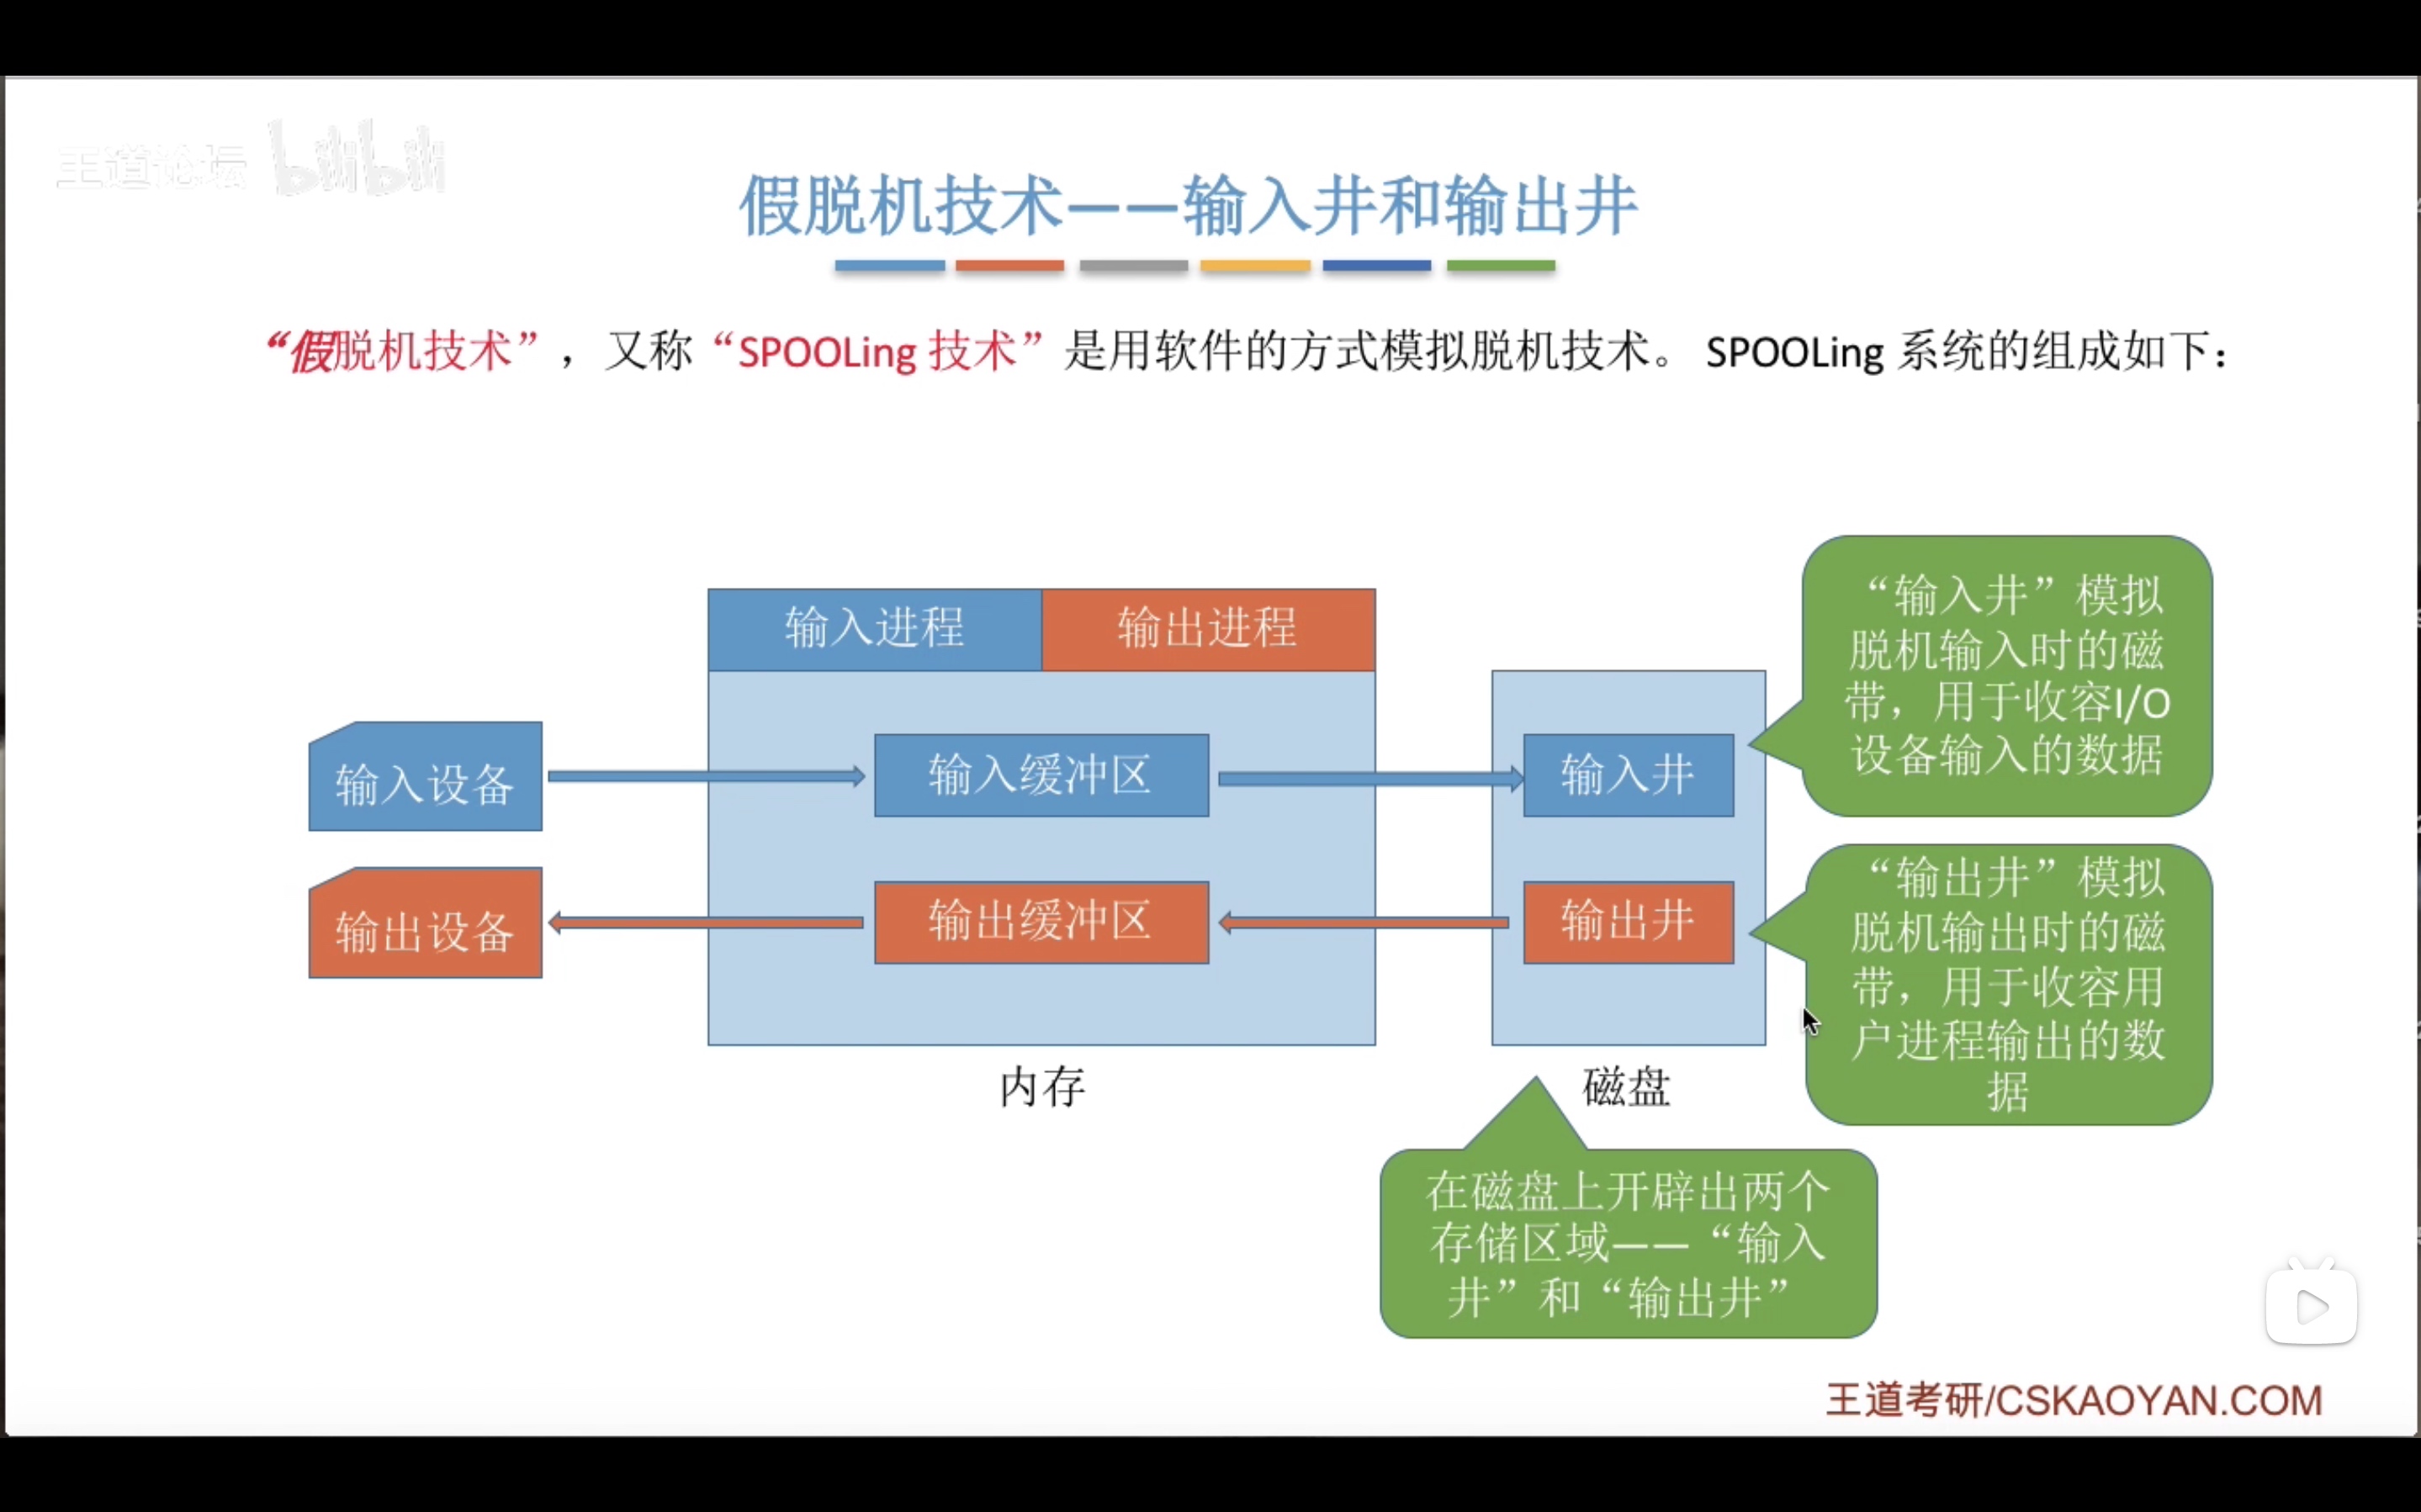 王道论坛 bilibili
假脱机技术——输入井和输出井
“假脱机技术”，又称“SPOOLing 技术”是用软件的方式模拟脱机技术。SPOOLing 系统的组成如下：
输入进程
输出进程
输入设备
输入缓冲区
输入井
输出设备
输出缓冲区
输出井
内存
磁盘
“输入井”模拟
脱机输入时的磁
带，用于收容I/O
设备输入的数据
“输出井”模拟
脱机输出时的磁
带，用于收容用
户进程输出的数
据
在磁盘上开辟出两个
存储区域——“输入
井”和“输出井”
王道考研/CSKAOYAN.COM